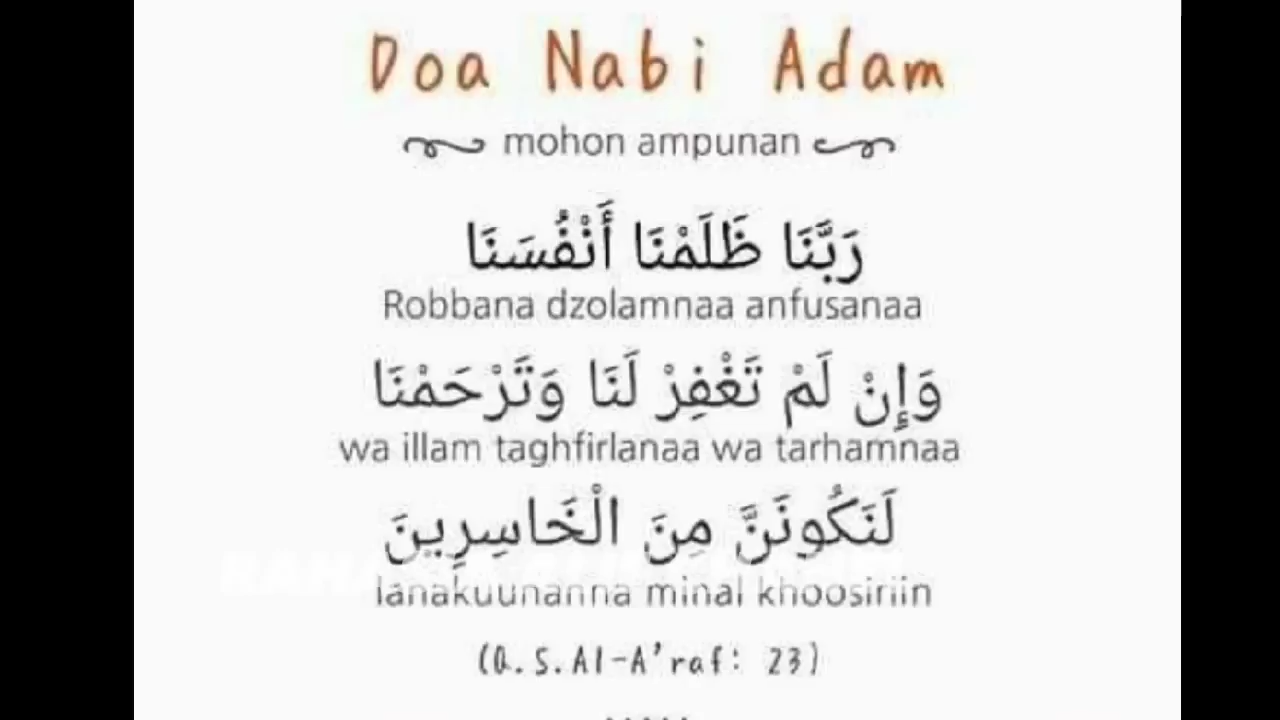 Doa Nabi Adam
mohon ampunan
رَبَّنَا ظَلَمْنَا أَنْفُسَنَا
Robbana dzolamnaa anfusanaa
وَإِنْ لَمْ تَغْفِرْ لَنَا وَتَرْحَمْنَا
wa illam taghfirlanaa wa tarhamnaa
لَنَكُونَنَّ مِنَ الْخَاسِرِينَ
lanakuunanna minal khoosiriin
(Q.S.Al-A'raf: 23)